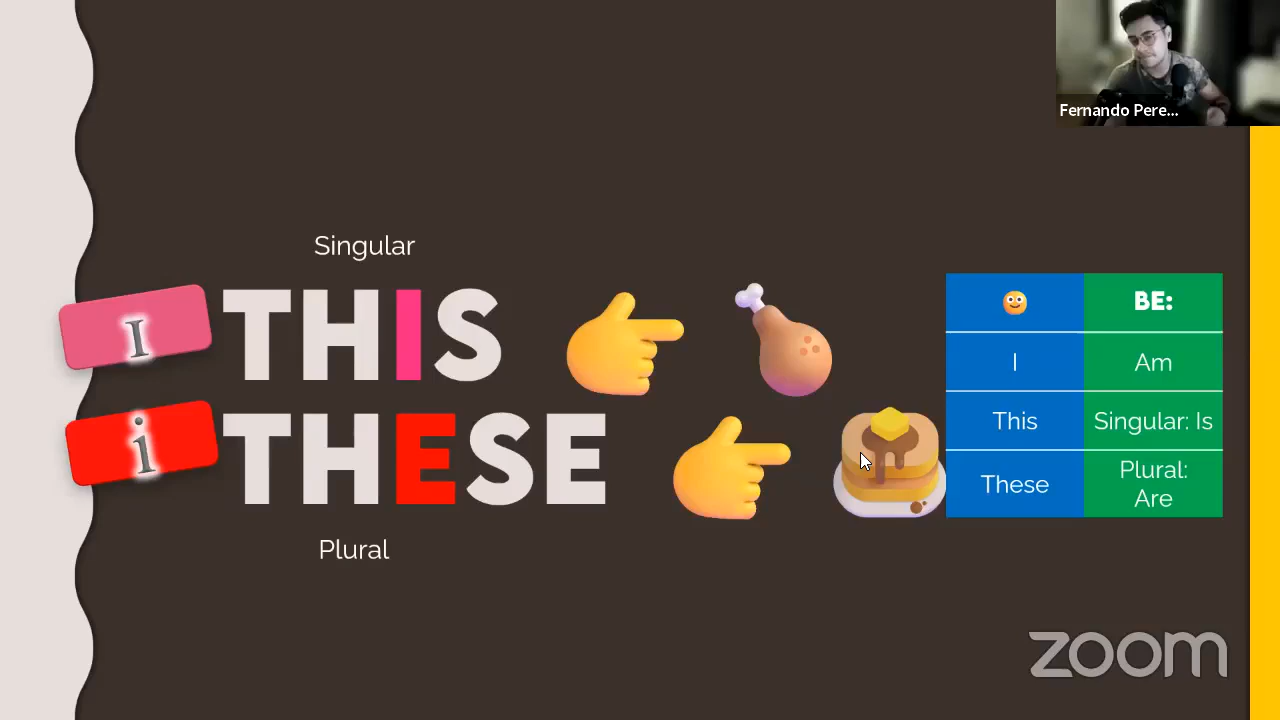 Fernando Pere...
Singular
I THIS
i THESE
Plural
BE:
I Am
This Singular: Is
These Plural:
Are
zoom